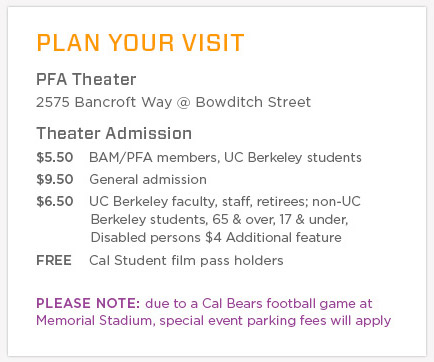 PLAN YOUR VISIT
PFA Theater
2575 Bancroft Way @ Bowditch Street
Theater Admission
$5.50 BAM/PFA members, UC Berkeley students
$9.50 General admission
$6.50 UC Berkeley faculty, staff, retirees; non-UC
Berkeley students, 65 & over, 17 & under,
Disabled persons $4 Additional feature
FREE Cal Student film pass holders
PLEASE NOTE: due to a Cal Bears football game at
Memorial Stadium, special event parking fees will apply